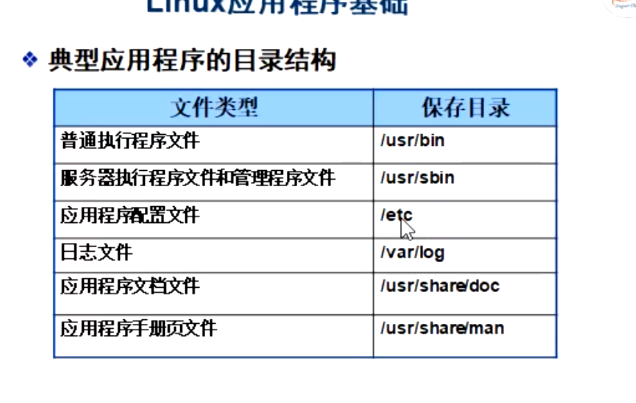 Linux应用程序基础
❖ 典型应用程序的目录结构
文件类型 保存目录
普通执行程序文件 /usr/bin
服务器执行程序文件和管理程序文件 /usr/sbin
应用程序配置文件 /etc
日志文件 /var/log
应用程序文档文件 /usr/share/doc
应用程序手册页文件 /usr/share/man